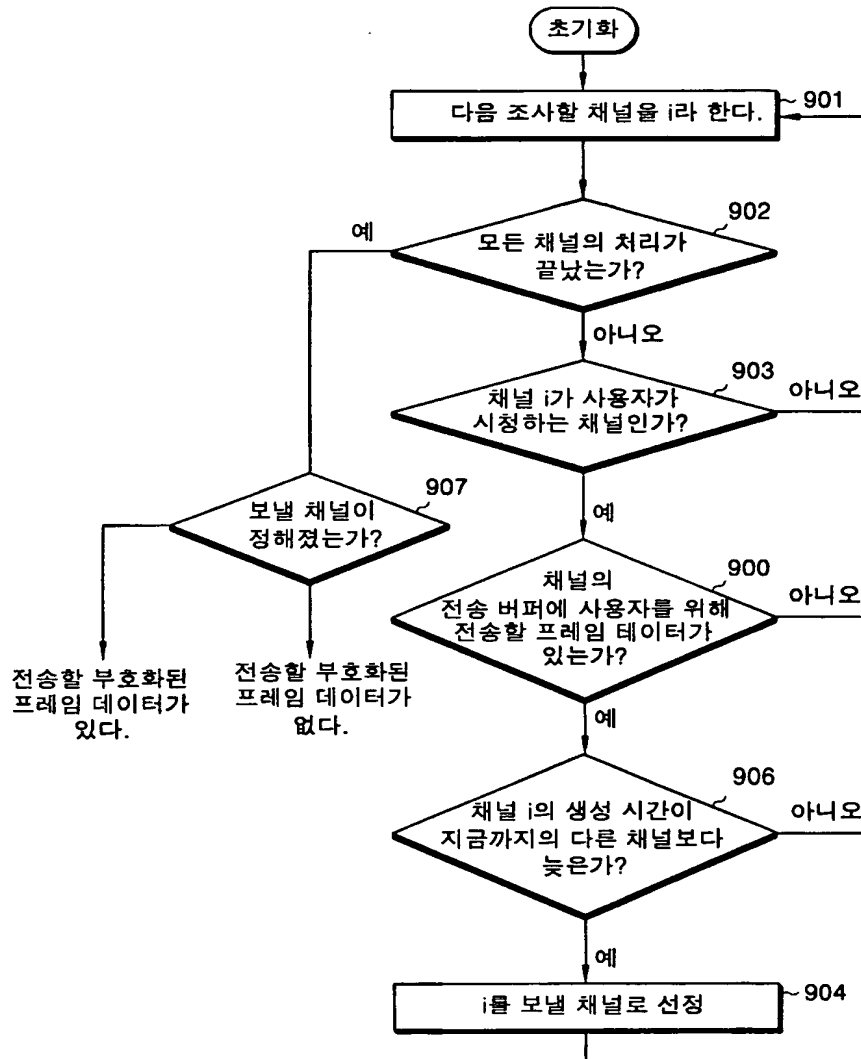 초기화
다음 조사할 채널을 i라 한다.
901
902
예
모든 채널의 처리가
끝났는가?
아니오
903
채널 i가 사용자가
시청하는 채널인가?
아니오
907
보낼 채널이
정해졌는가?
예
900
채널의
전송 버퍼에 사용자를 위해
전송할 프레임 데이터가
있는가?
아니오
전송할 부호화된
프레임 데이터가
있다.
전송할 부호화된
프레임 데이터가
없다.
예
906
채널 i의 생성 시간이
지금까지의 다른 채널보다
늦은가?
아니오
예
i를 보낼 채널로 선정
904